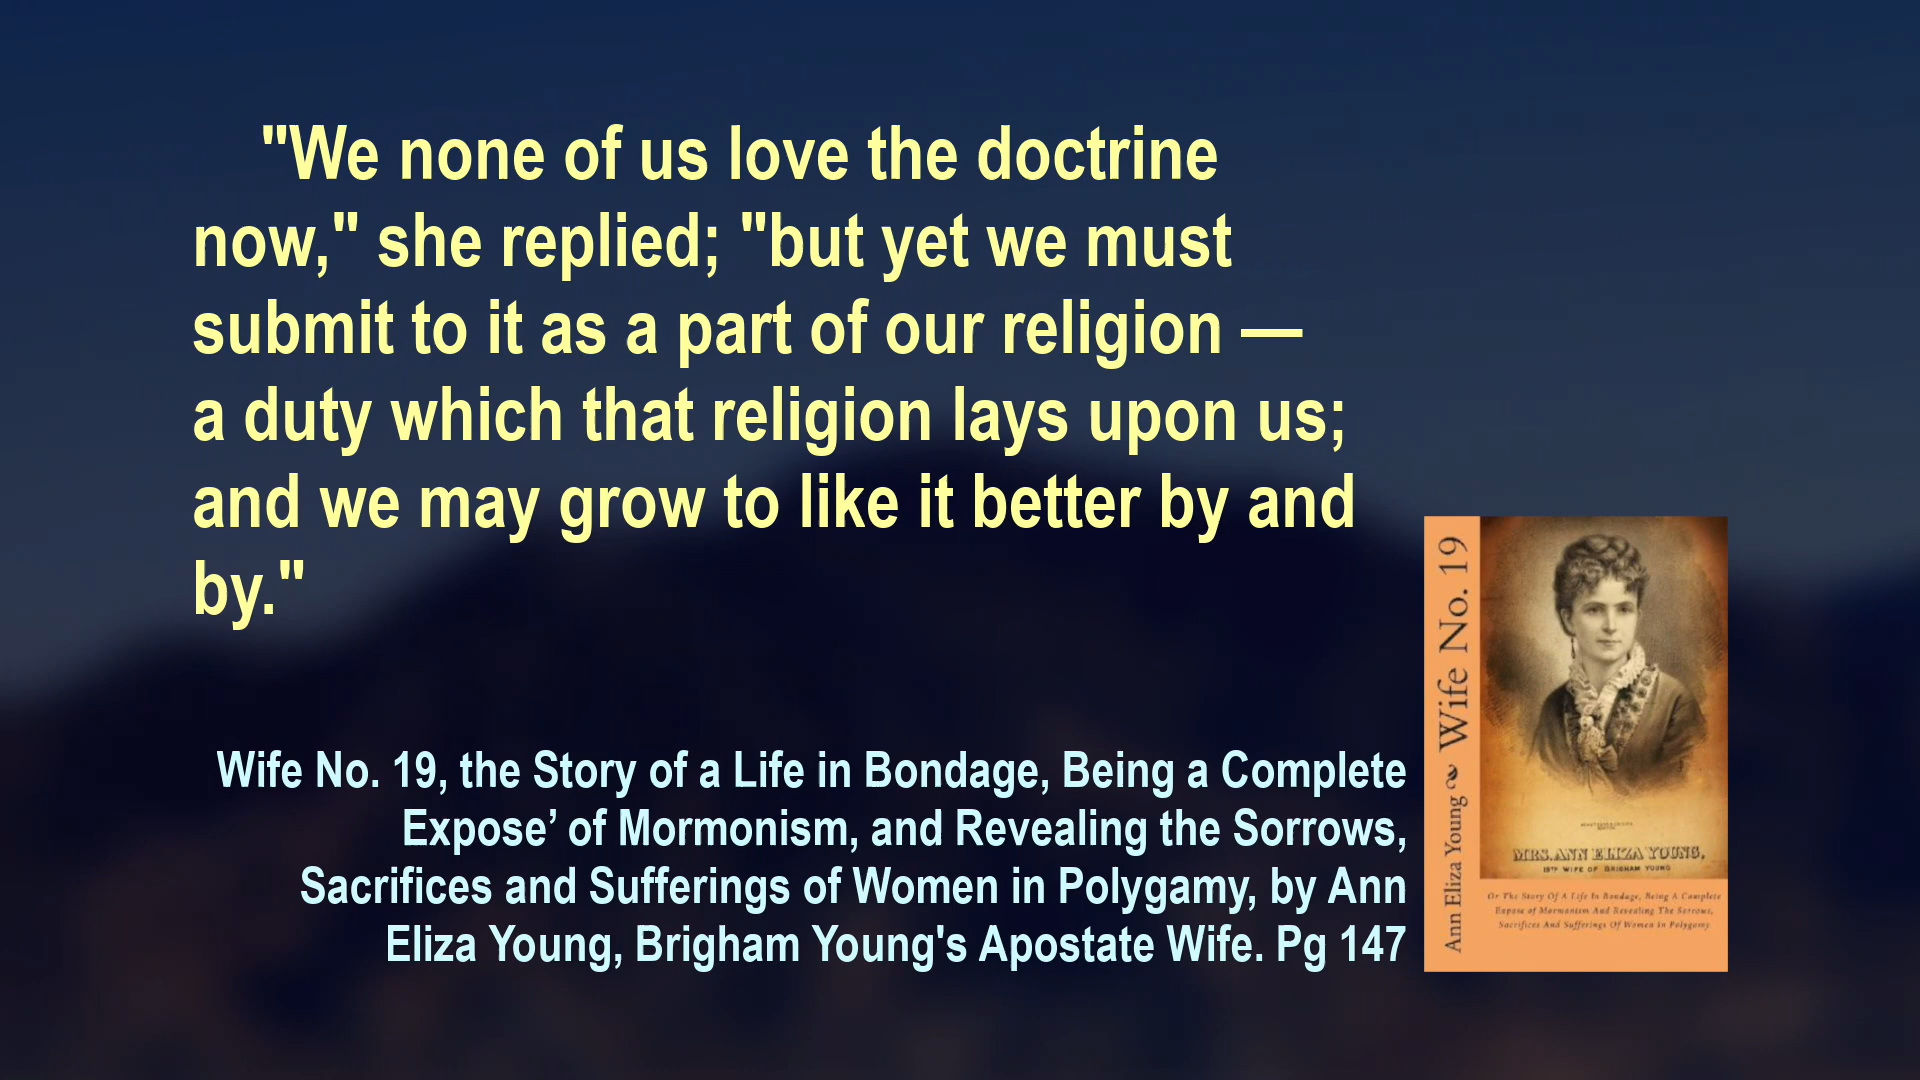 "We none of us love the doctrine
now," she replied; "but yet we must
submit to it as a part of our religion —
a duty which that religion lays upon us;
and we may grow to like it better by and
by."
Wife No. 19, the Story of a Life in Bondage, Being a Complete
Expose’ of Mormonism, and Revealing the Sorrows,
Sacrifices and Sufferings of Women in Polygamy, by Ann
Eliza Young, Brigham Young's Apostate Wife. Pg 147
Ann Eliza Young Wife No. 19
MRS. ANN ELIZA YOUNG,
19TH WIFE OF BRIGHAM YOUNG
Or The Story Of A Life In Bondage, Being A Complete
Expose of Mormonism And Revealing The Sorrows,
Sacrifices And Sufferings Of Women In Polygamy